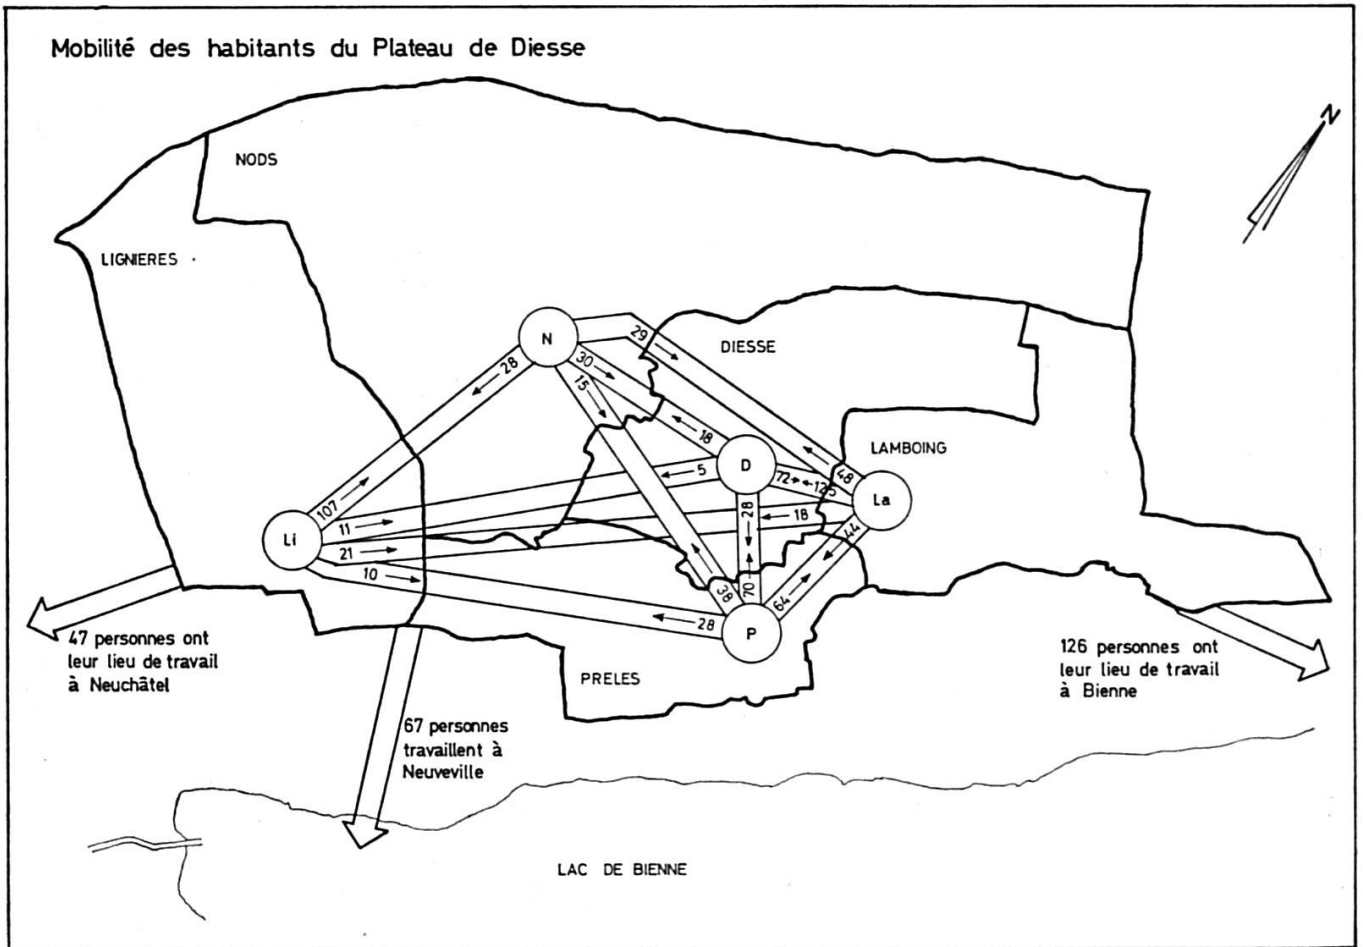 Mobilité des habitants du Plateau de Diesse
N
NODS
LIGNIERES
N
29
DIESSE
28
30
15
18
LAMBOING
D
5
72
125
48
La
107
11
28
18
Li
21
44
10
38
70
64
28
P
47 personnes ont
leur lieu de travail
à Neuchâtel
126 personnes ont
leur lieu de travail
à Bienne
PRELES
67 personnes
travaillent à
Neuveville
LAC DE BIENNE